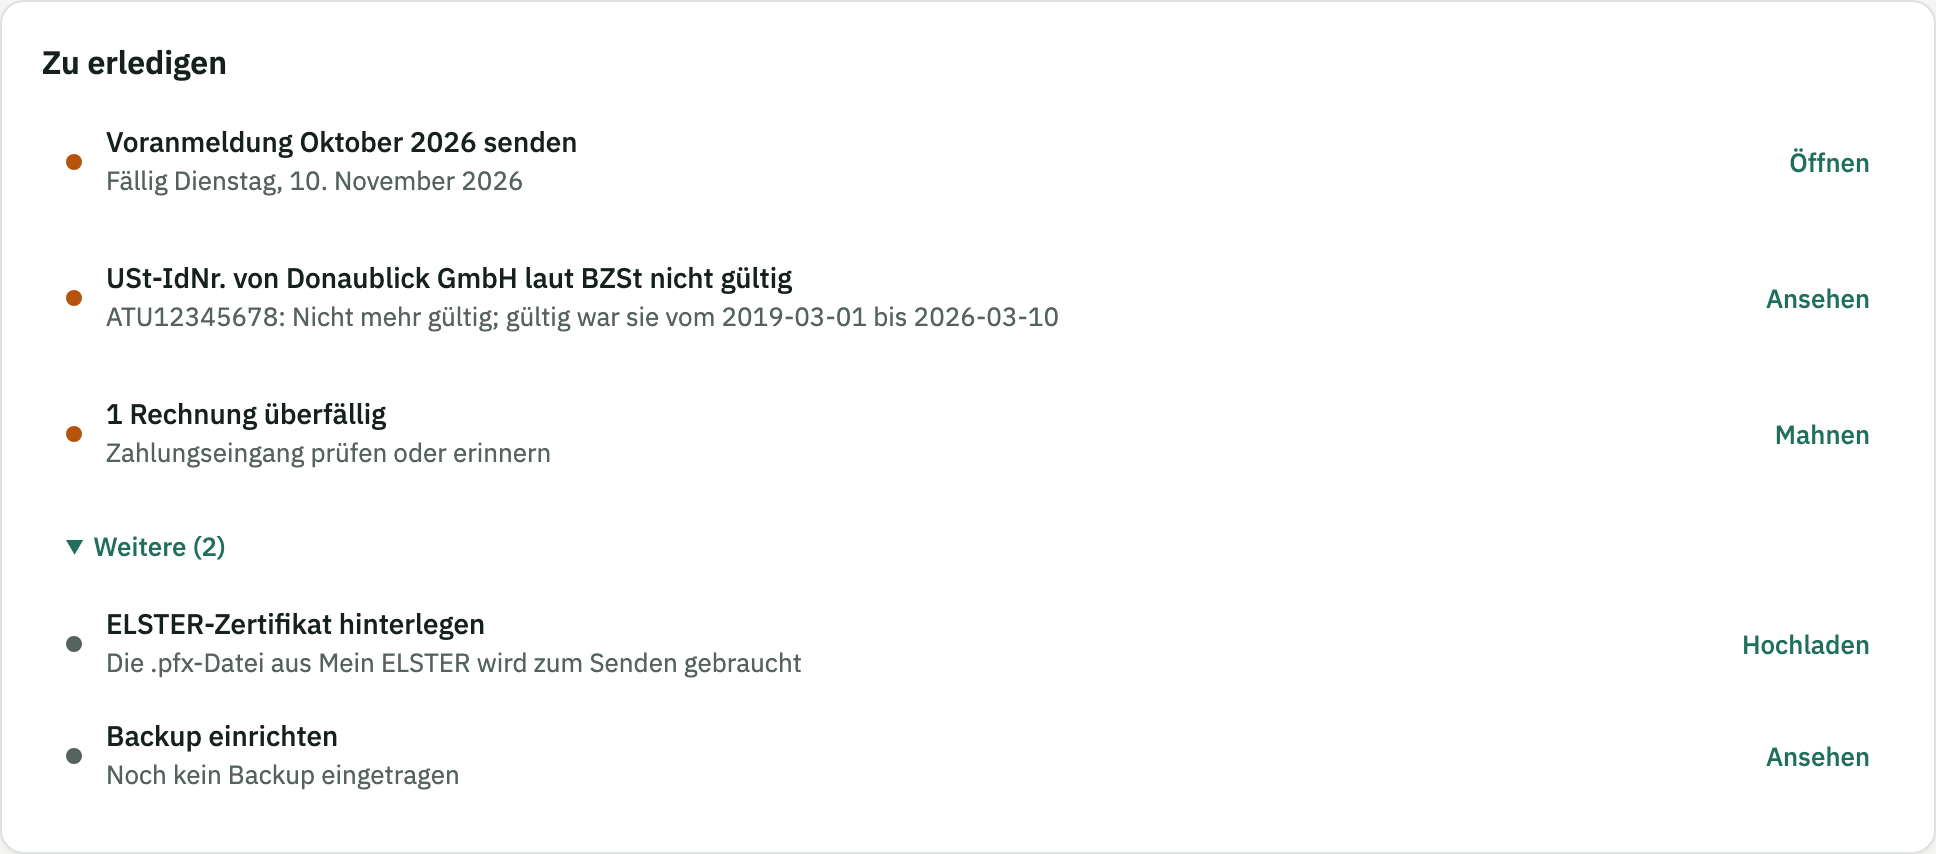 Zu erledigen
Voranmeldung Oktober 2026 senden
Fällig Dienstag, 10. November 2026
Öffnen
USt-IdNr. von Donaublick GmbH laut BZSt nicht gültig
ATU12345678: Nicht mehr gültig; gültig war sie vom 2019-03-01 bis 2026-03-10
Ansehen
1 Rechnung überfällig
Zahlungseingang prüfen oder erinnern
Mahnen
Weitere (2)
ELSTER-Zertifikat hinterlegen
Die .pfx-Datei aus Mein ELSTER wird zum Senden gebraucht
Hochladen
Backup einrichten
Noch kein Backup eingetragen
Ansehen